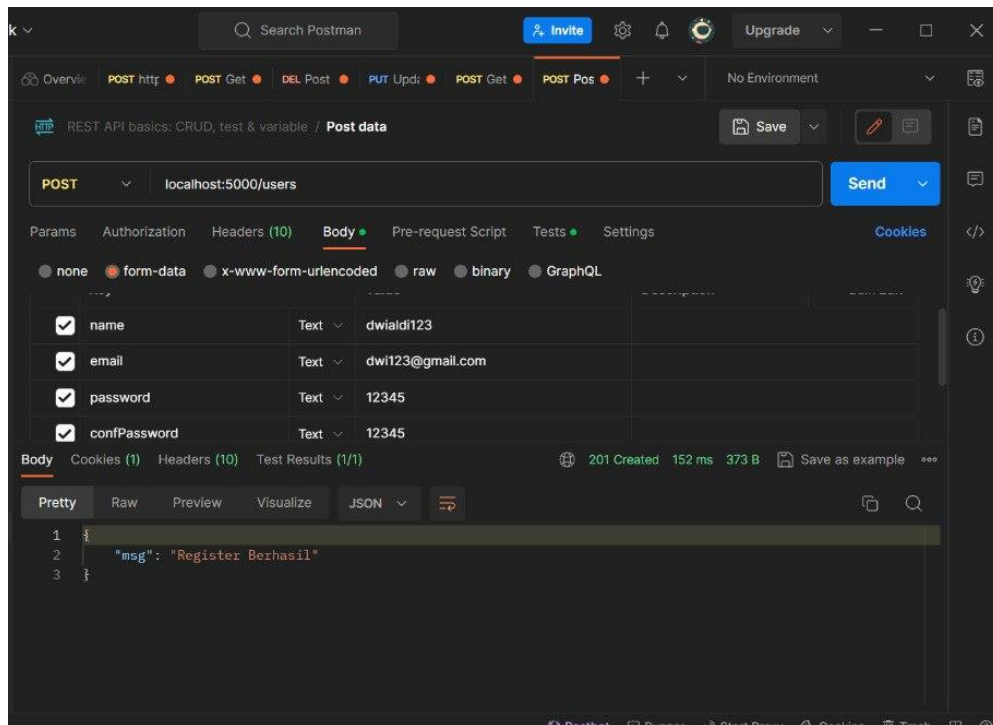 k
Search Postman
Invite
Upgrade
Overvie
POST http
POST Get
DEL Post
PUT Upda
POST Get
POST Pos
No Environment
HTTP
REST API basics: CRUD, test & variable / Post data
Save
POST
localhost:5000/users
Send
Params
Authorization
Headers (10)
Body
Pre-request Script
Tests
Settings
Cookies
none
form-data
x-www-form-urlencoded
raw
binary
GraphQL
name Text dwialdi123
email Text dwi123@gmail.com
password Text 12345
confPassword Text 12345
Body
Cookies (1)
Headers (10)
Test Results (1/1)
201 Created
152 ms
373 B
Save as example
Pretty
Raw
Preview
Visualize
JSON
1 {
2 "msg": "Register Berhasil"
3 }